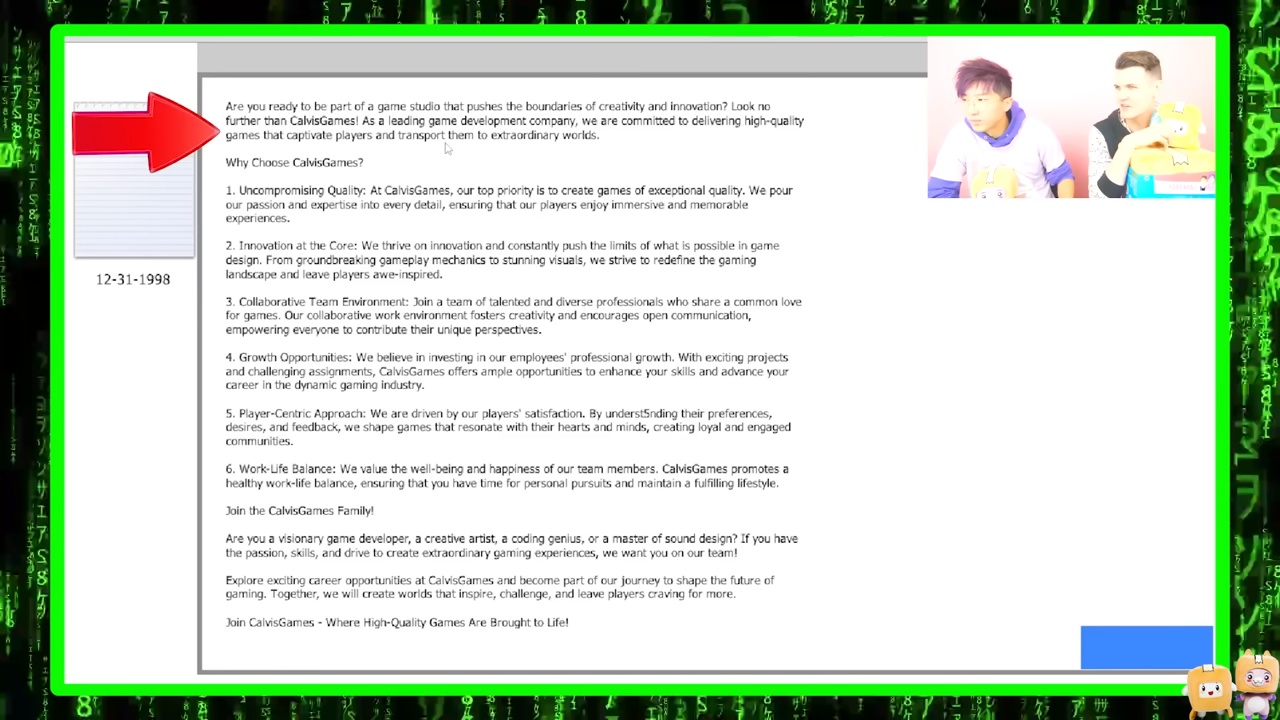 Are you ready to be part of a game studio that pushes the boundaries of creativity and innovation? Look no
further than CalvisGames! As a leading game development company, we are committed to delivering high-quality
games that captivate players and transport them to extraordinary worlds.
Why Choose CalvisGames?
1. Uncompromising Quality: At CalvisGames, our top priority is to create games of exceptional quality. We pour
our passion and expertise into every detail, ensuring that our players enjoy immersive and memorable
experiences.
2. Innovation at the Core: We thrive on innovation and constantly push the limits of what is possible in game
design. From groundbreaking gameplay mechanics to stunning visuals, we strive to redefine the gaming
landscape and leave players awe-inspired.
3. Collaborative Team Environment: Join a team of talented and diverse professionals who share a common love
for games. Our collaborative work environment fosters creativity and encourages open communication,
empowering everyone to contribute their unique perspectives.
4. Growth Opportunities: We believe in investing in our employees' professional growth. With exciting projects
and challenging assignments, CalvisGames offers ample opportunities to enhance your skills and advance your
career in the dynamic gaming industry.
5. Player-Centric Approach: We are driven by our players' satisfaction. By underst5nding their preferences,
desires, and feedback, we shape games that resonate with their hearts and minds, creating loyal and engaged
communities.
6. Work-Life Balance: We value the well-being and happiness of our team members. CalvisGames promotes a
healthy work-life balance, ensuring that you have time for personal pursuits and maintain a fulfilling lifestyle.
Join the CalvisGames Family!
Are you a visionary game developer, a creative artist, a coding genius, or a master of sound design? If you have
the passion, skills, and drive to create extraordinary gaming experiences, we want you on our team!
Explore exciting career opportunities at CalvisGames and become part of our journey to shape the future of
gaming. Together, we will create worlds that inspire, challenge, and leave players craving for more.
Join CalvisGames - Where High-Quality Games Are Brought to Life!
12-31-1998